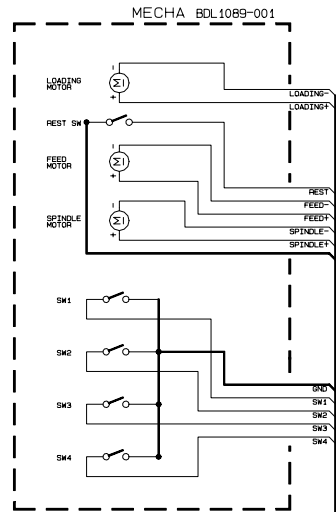 MECHA BDL1089-001
LOADING
MOTOR
-
M
+
LOADING-
LOADING+
REST SW
FEED
MOTOR
-
M
+
REST
FEED-
FEED+
SPINDLE
MOTOR
-
M
+
SPINDLE-
SPINDLE+
SW1
SW2
SW3
SW4
GND
SW1
SW2
SW3
SW4